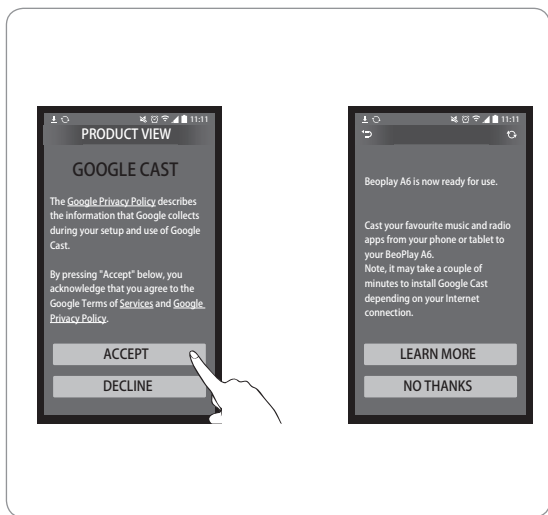 11:11
PRODUCT VIEW
GOOGLE CAST
The Google Privacy Policy describes
the information that Google collects
during your setup and use of Google
Cast.
By pressing "Accept" below, you
acknowledge that you agree to the
Google Terms of Services and Google
Privacy Policy.
ACCEPT
DECLINE
11:11
Beoplay A6 is now ready for use.
Cast your favourite music and radio
apps from your phone or tablet to
your BeoPlay A6.
Note, it may take a couple of
minutes to install Google Cast
depending on your Internet
connection.
LEARN MORE
NO THANKS